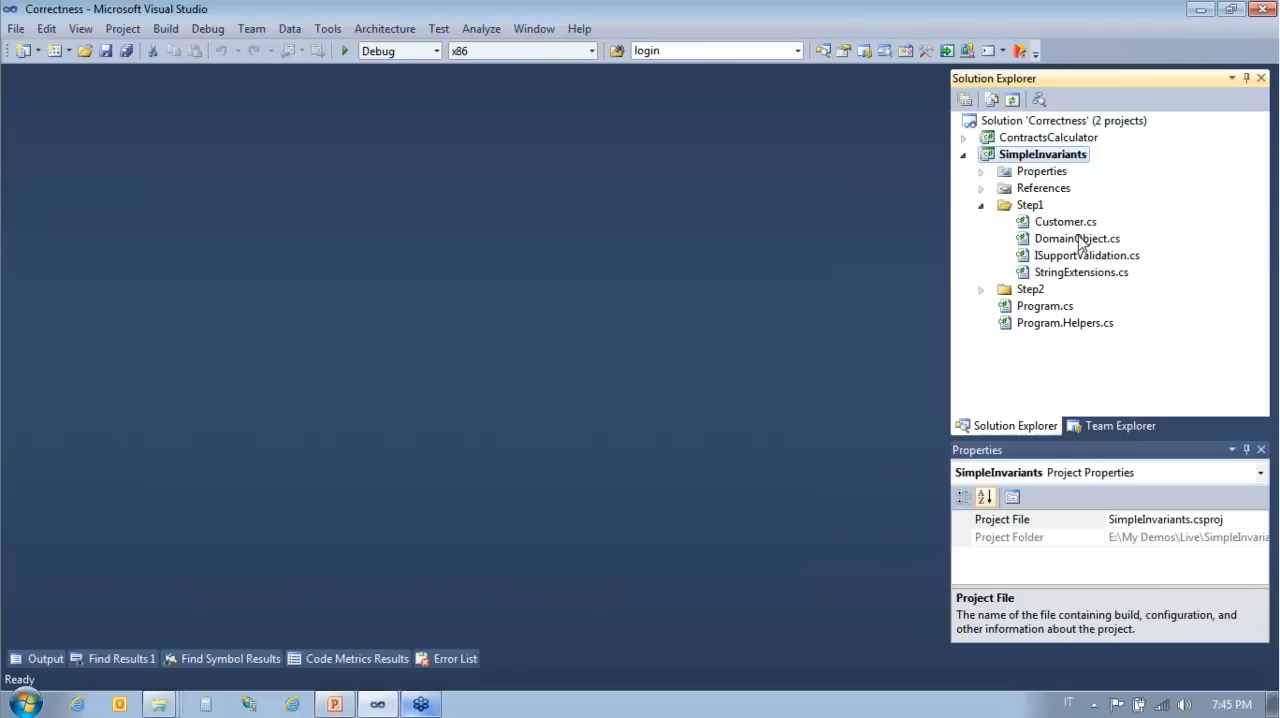 Correctness - Microsoft Visual Studio
File Edit View Project Build Debug Team Data Tools Architecture Test Analyze Window Help
Debug x86 login
Solution Explorer
Solution 'Correctness' (2 projects)
ContractsCalculator
SimpleInvariants
Properties
References
Step1
Customer.cs
DomainObject.cs
ISupportValidation.cs
StringExtensions.cs
Step2
Program.cs
Program.Helpers.cs
Solution Explorer Team Explorer
Properties
SimpleInvariants Project Properties
Project File SimpleInvariants.csproj
Project Folder E:\My Demos\Live\SimpleInvaria
Project File
The name of the file containing build, configuration, and
other information about the project.
Output Find Results 1 Find Symbol Results Code Metrics Results Error List
Ready
IT 7:45 PM